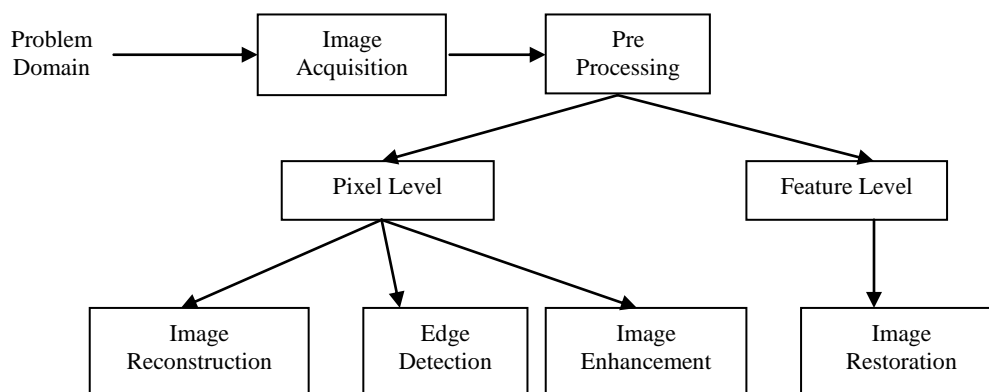 Problem
Domain
Image
Acquisition
Pre
Processing
Pixel Level
Feature Level
Image
Reconstruction
Edge
Detection
Image
Enhancement
Image
Restoration